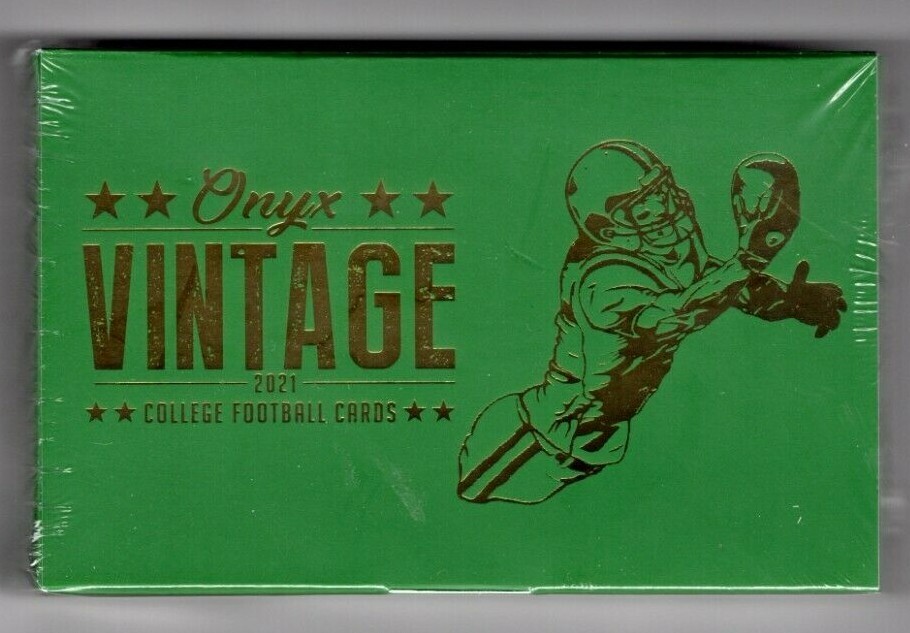 Onyx
VINTAGE
2021
COLLEGE FOOTBALL CARDS